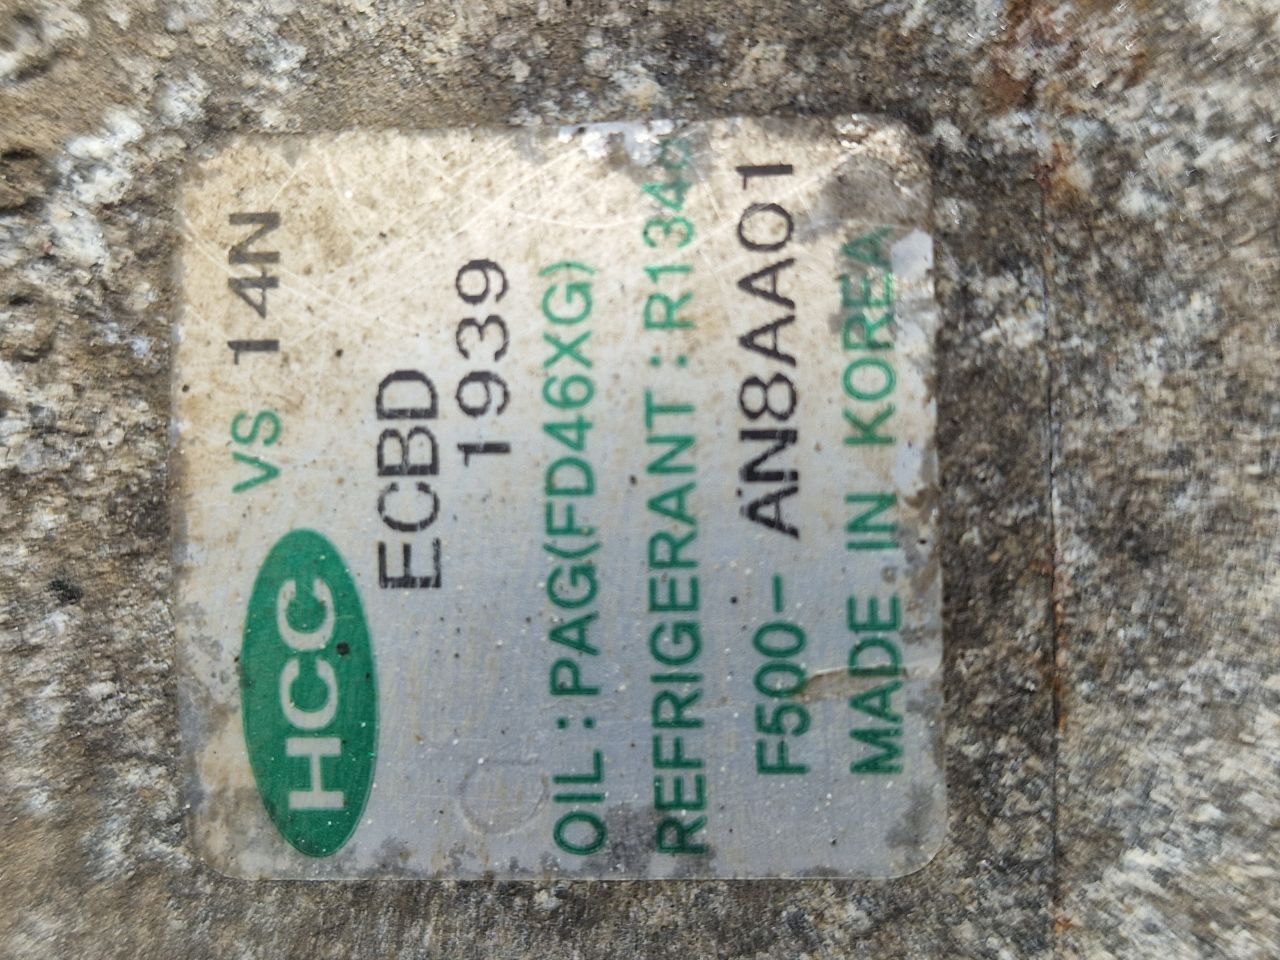 HCC VS 14N
ECBD
1939
OIL : PAG(FD46XG)
REFRIGERANT : R134a
F500- AN8AA01
MADE IN KOREA